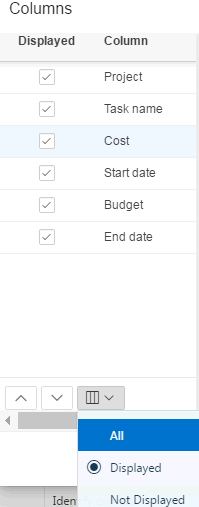 Columns
Displayed Column
Project
Task name
Cost
Start date
Budget
End date
All
Displayed
Not Displayed